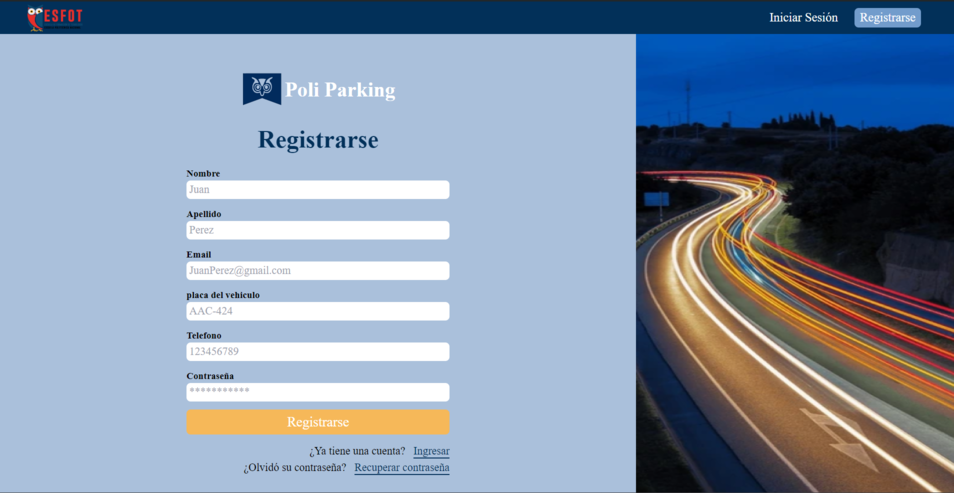 ESFOT
Iniciar Sesión
Registrarse
Poli Parking
Registrarse
Nombre
Juan
Apellido
Perez
Email
JuanPerez@gmail.com
placa del vehiculo
AAC-424
Telefono
123456789
Contraseña
***********
Registrarse
¿Ya tiene una cuenta? Ingresar
¿Olvidó su contraseña? Recuperar contraseña